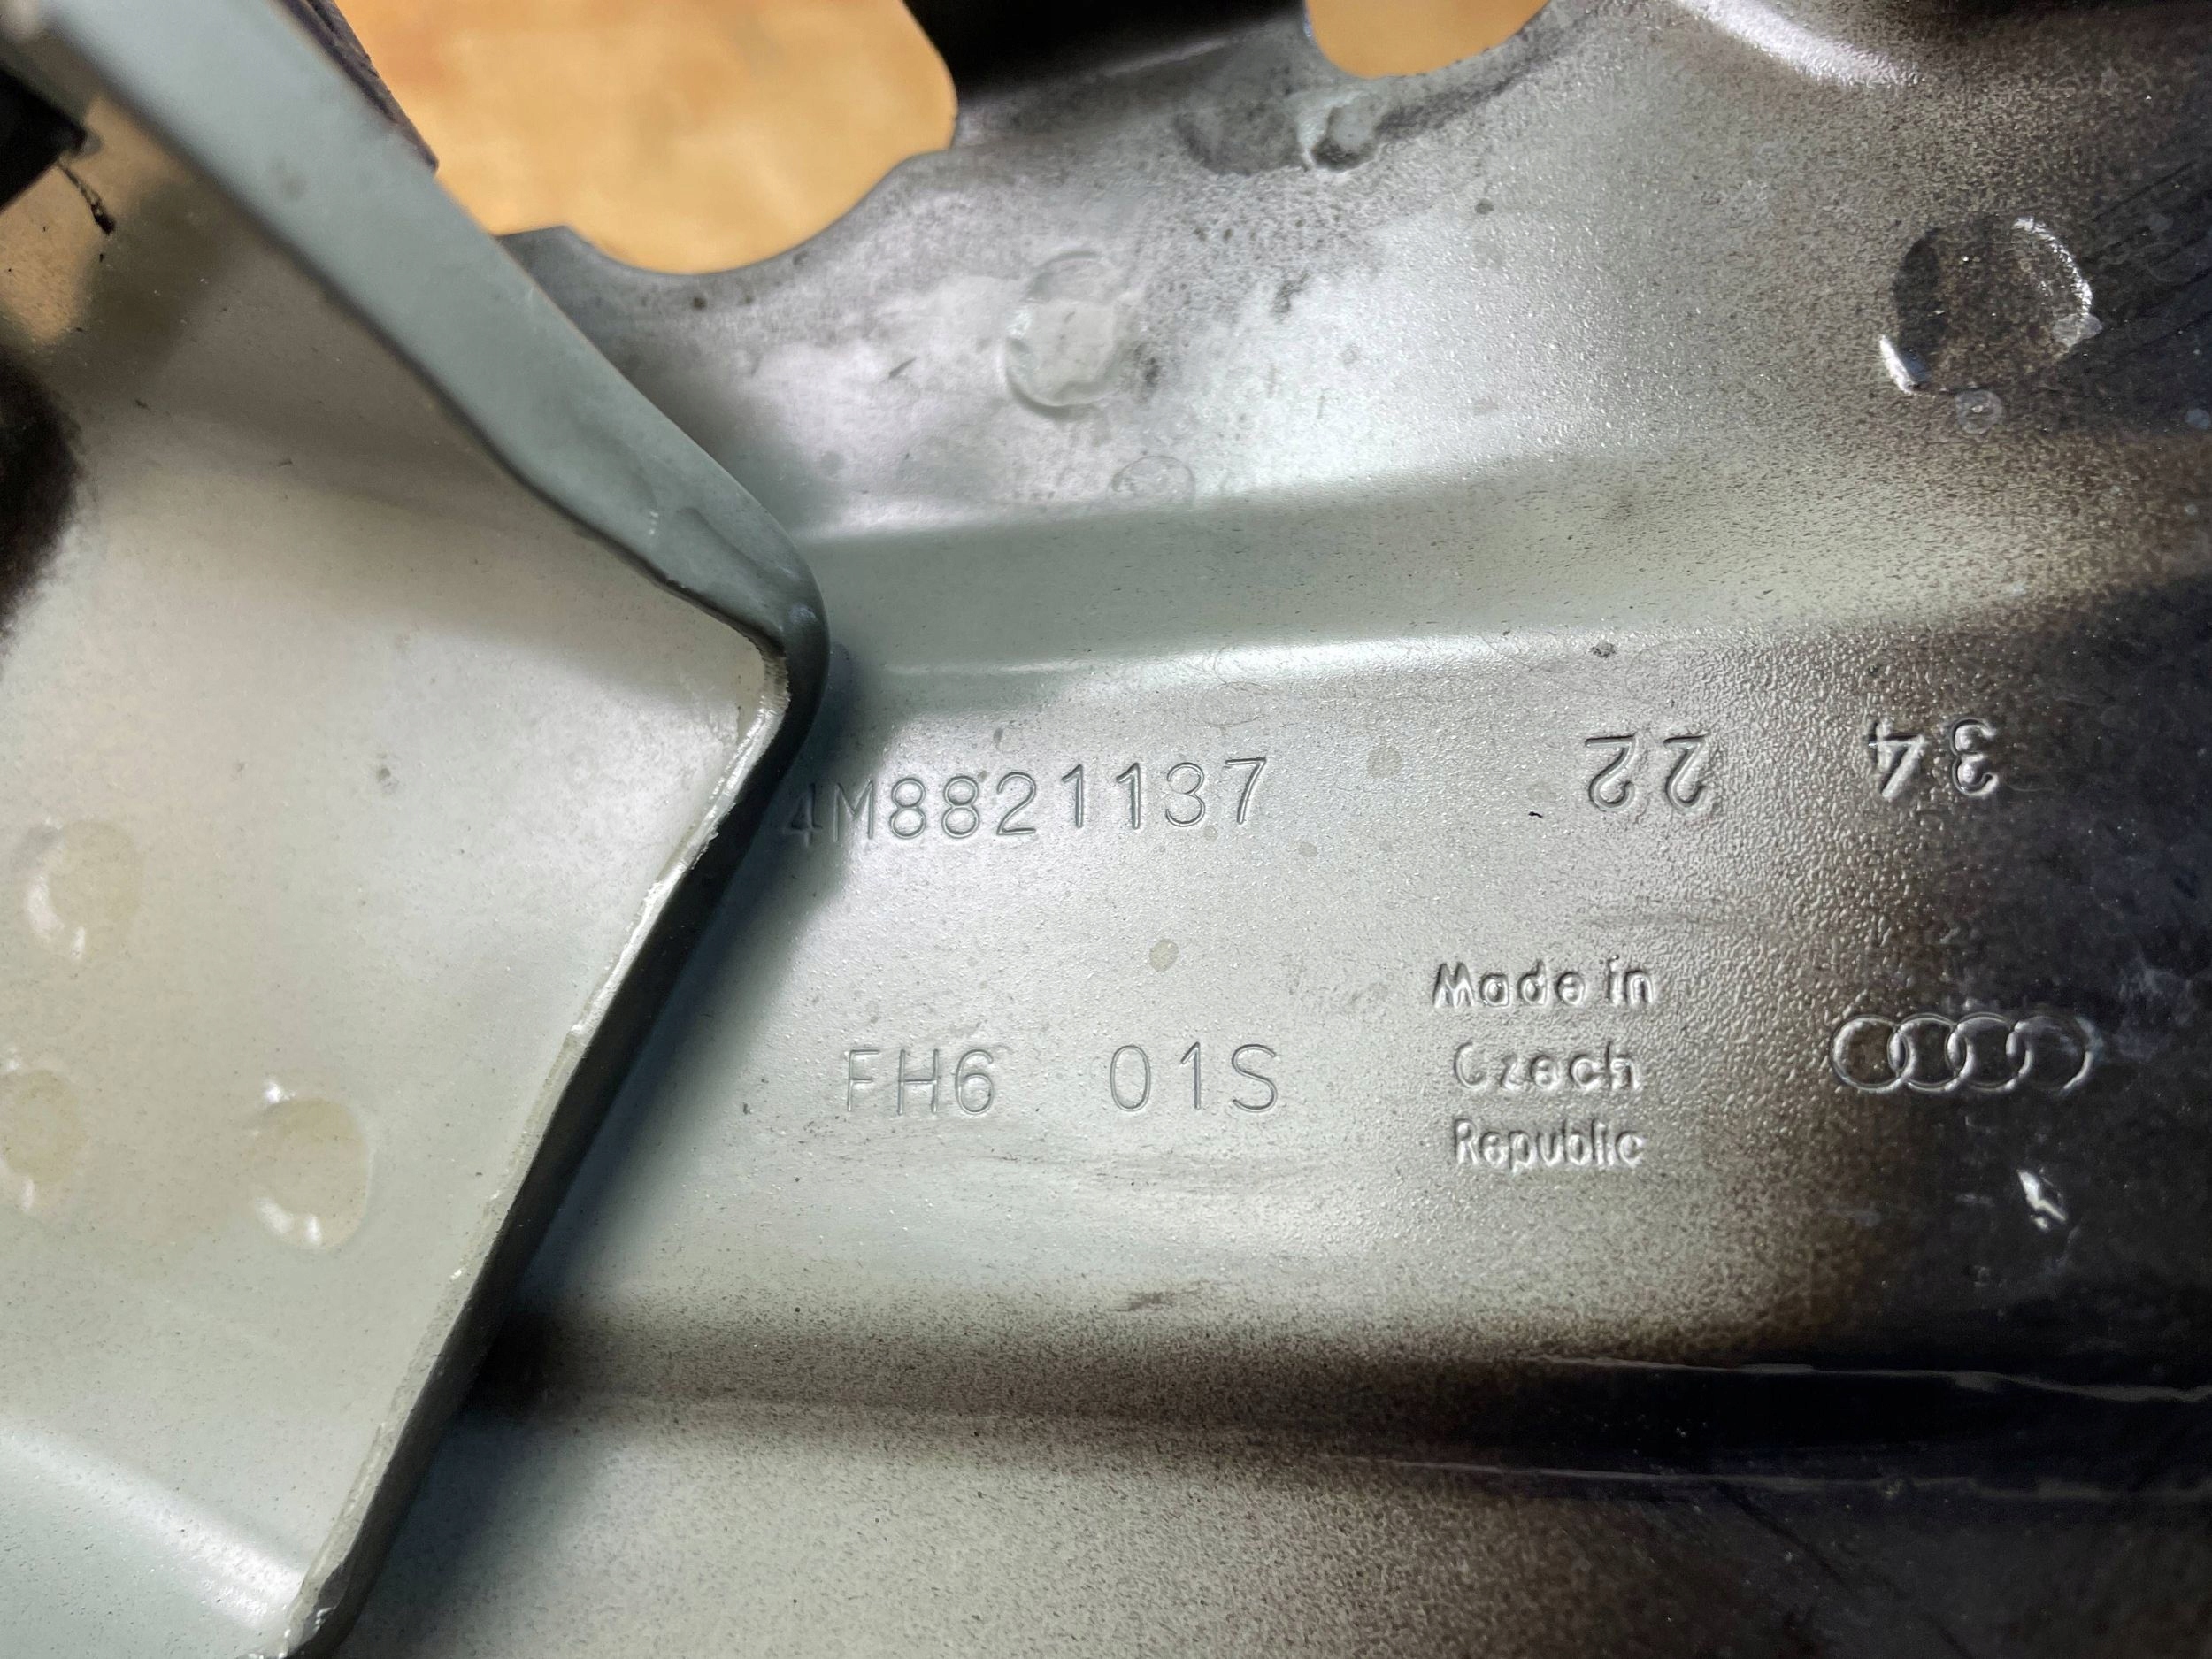 4M8821137
22 34
FH6 01S
Made in
Czech
Republic